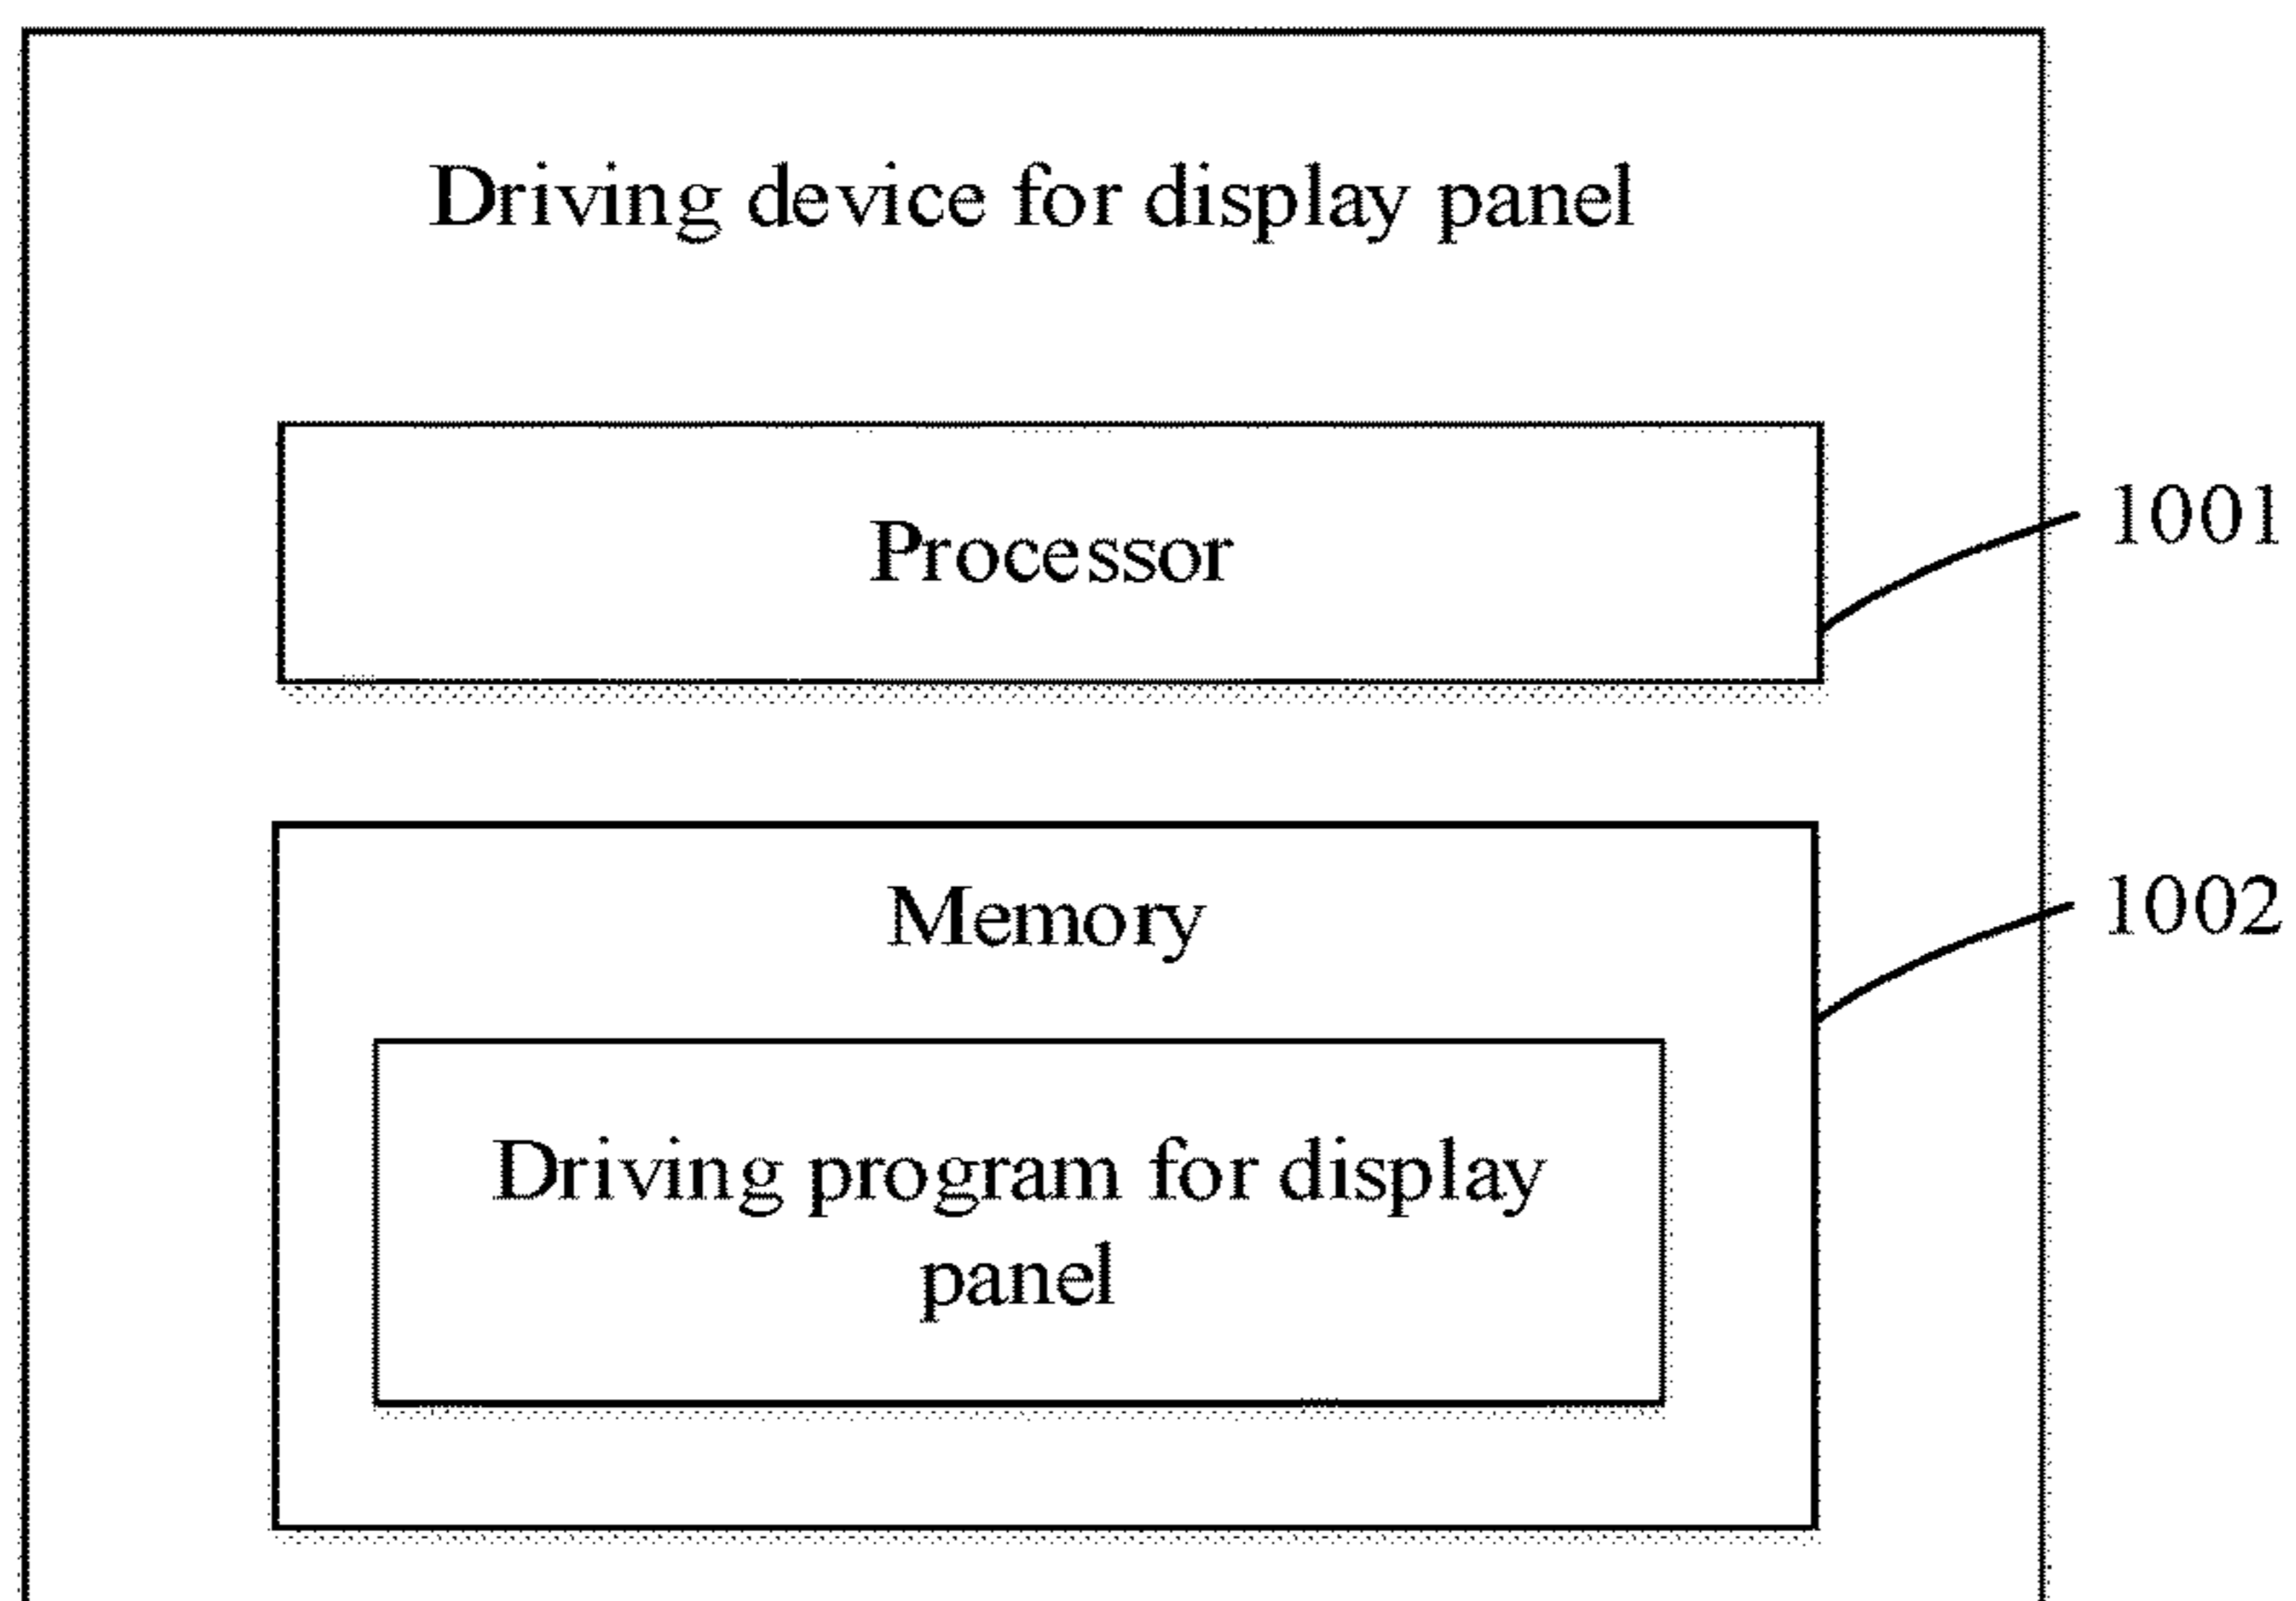 Driving device for display panel
Processor
1001
Memory
1002
Driving program for display
panel